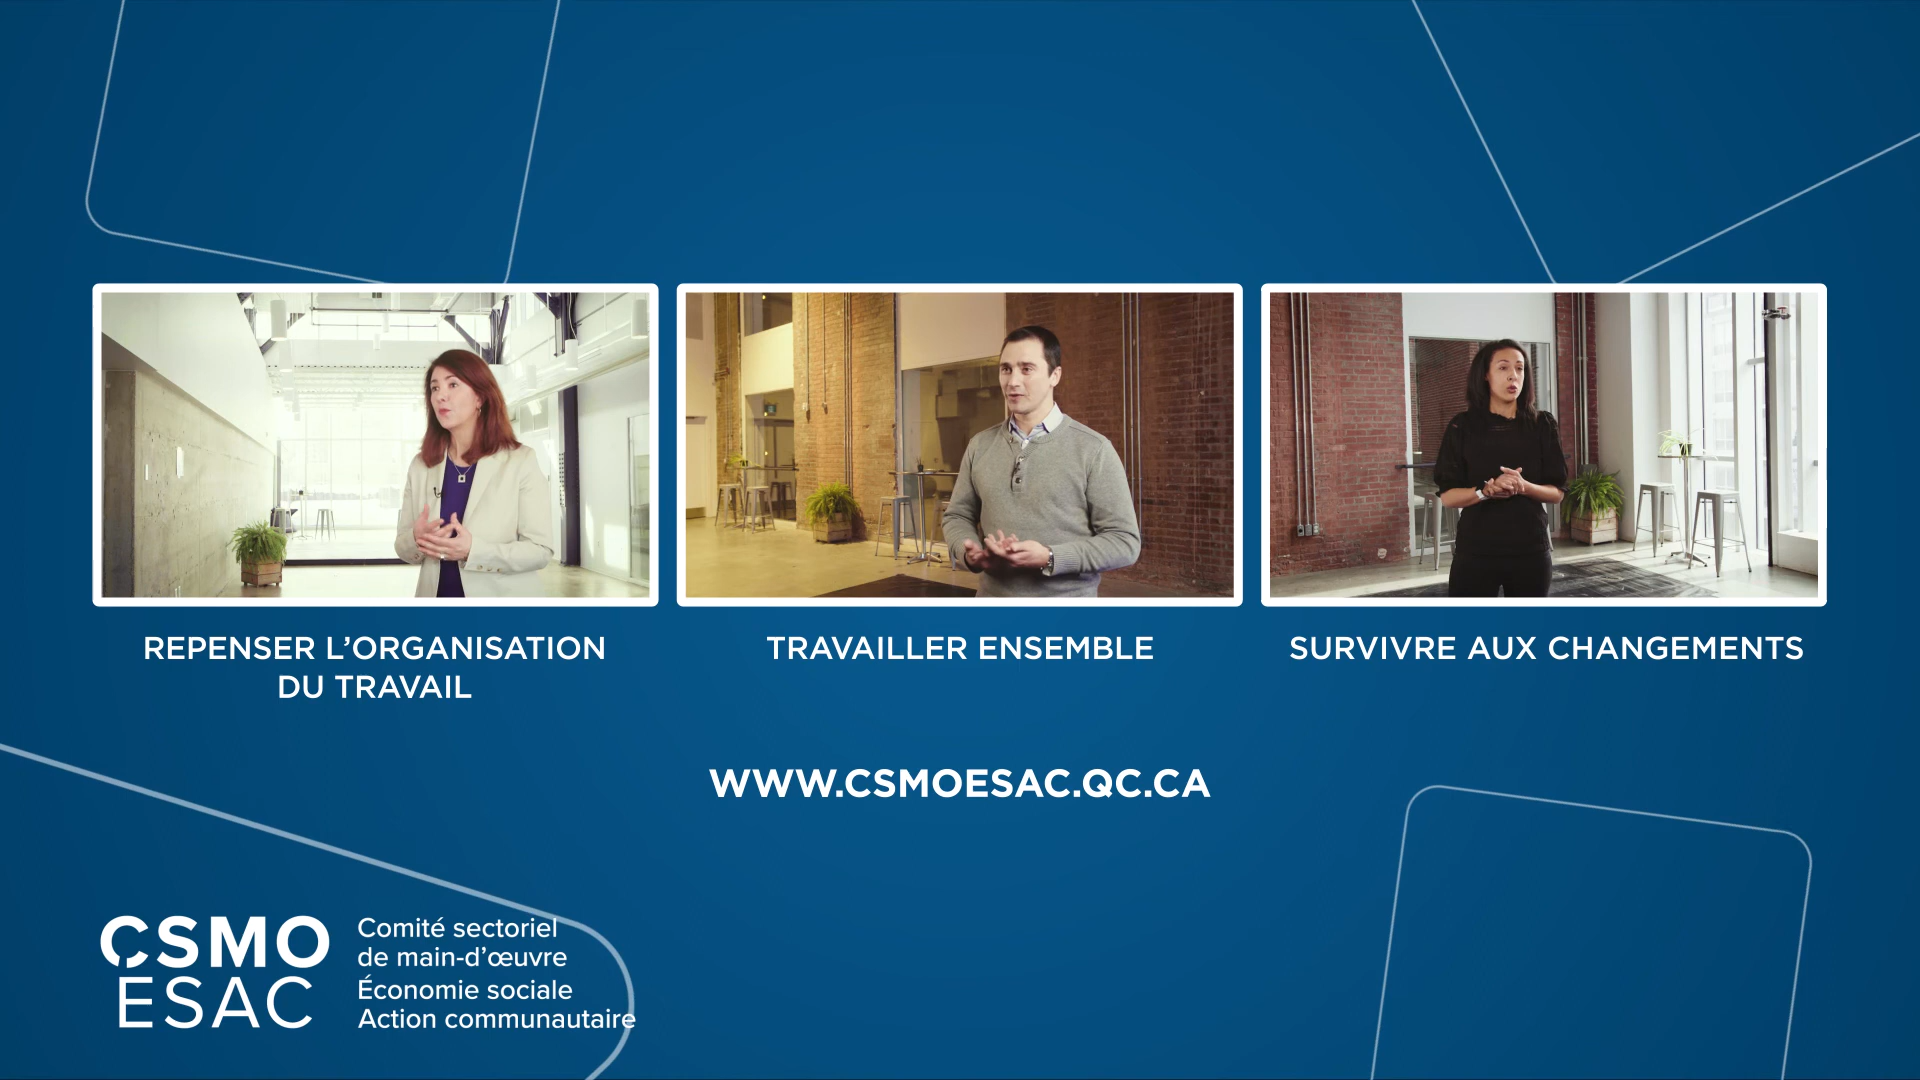 REPENSER L’ORGANISATION
DU TRAVAIL
TRAVAILLER ENSEMBLE
SURVIVRE AUX CHANGEMENTS
WWW.CSMOESAC.QC.CA
CSMO
ÉSAC
Comité sectoriel
de main-d’œuvre
Économie sociale
Action communautaire